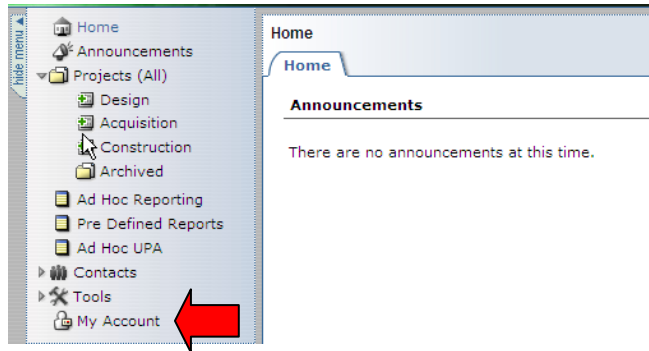 hide menu
Home
Announcements
Projects (All)
Design
Acquisition
Construction
Archived
Ad Hoc Reporting
Pre Defined Reports
Ad Hoc UPA
Contacts
Tools
My Account
Home
Home
Announcements
There are no announcements at this time.